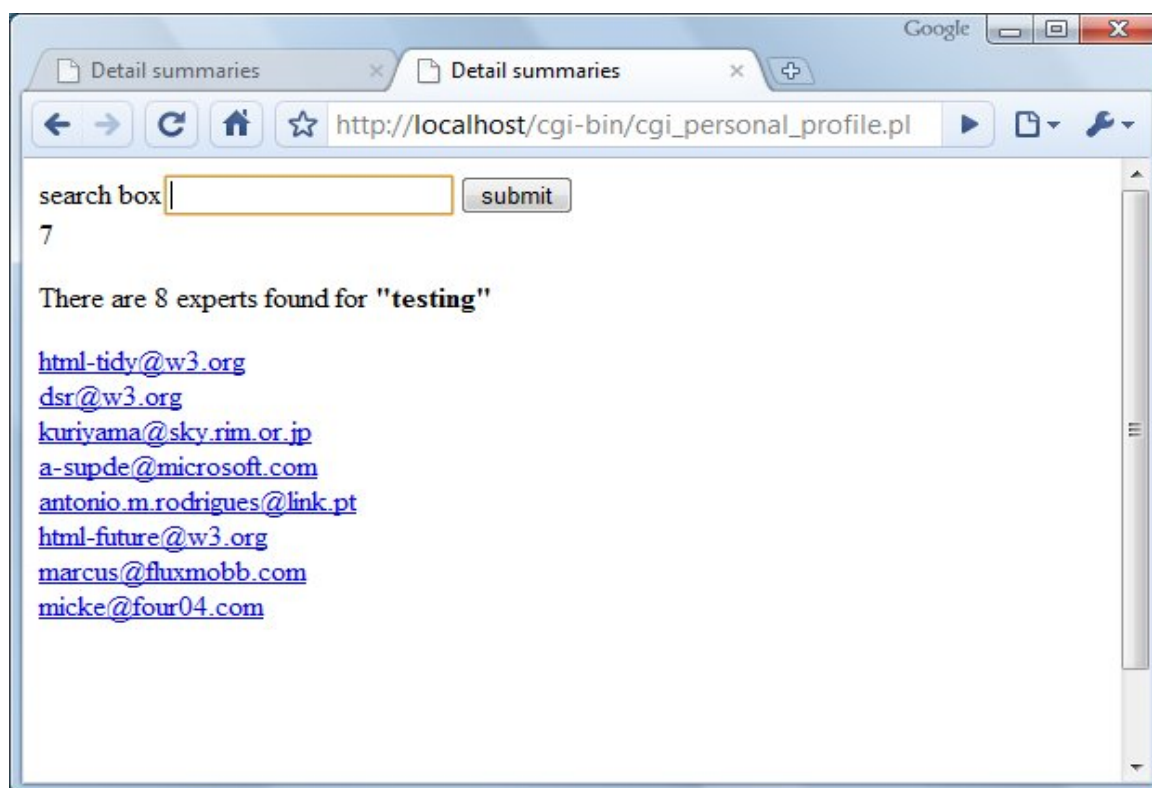 Google
Detail summaries
Detail summaries
http://localhost/cgi-bin/cgi_personal_profile.pl
search box submit
7
There are 8 experts found for "testing"
html-tidy@w3.org
dsr@w3.org
kuriyama@sky.rim.or.jp
a-supde@microsoft.com
antonio.m.rodrigues@link.pt
html-future@w3.org
marcus@fluxmobb.com
micke@four04.com